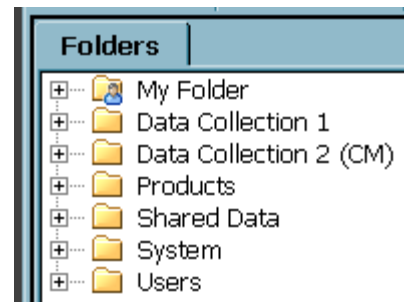 Folders
My Folder
Data Collection 1
Data Collection 2 (CM)
Products
Shared Data
System
Users